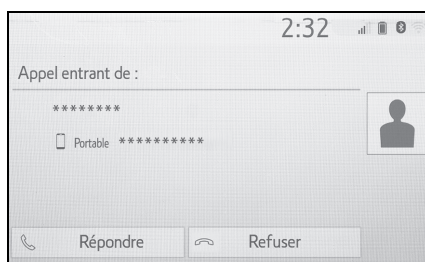 2:32
Appel entrant de :
********
Portable **********
Répondre
Refuser